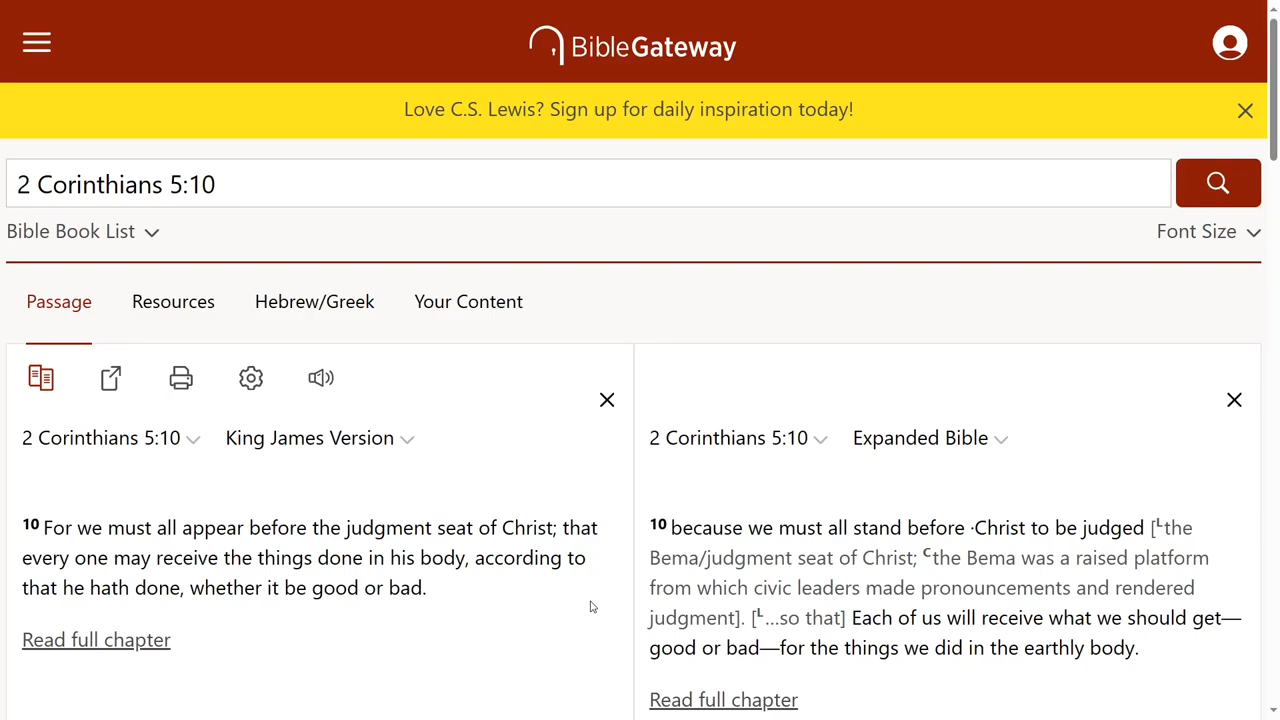 BibleGateway
Love C.S. Lewis? Sign up for daily inspiration today!
2 Corinthians 5:10
Bible Book List
Font Size
Passage
Resources
Hebrew/Greek
Your Content
2 Corinthians 5:10
King James Version
10 For we must all appear before the judgment seat of Christ; that
every one may receive the things done in his body, according to
that he hath done, whether it be good or bad.
Read full chapter
2 Corinthians 5:10
Expanded Bible
10 because we must all stand before ·Christ to be judged [Lthe
Bema/judgment seat of Christ; Cthe Bema was a raised platform
from which civic leaders made pronouncements and rendered
judgment]. [L…so that] Each of us will receive what we should get—
good or bad—for the things we did in the earthly body.
Read full chapter